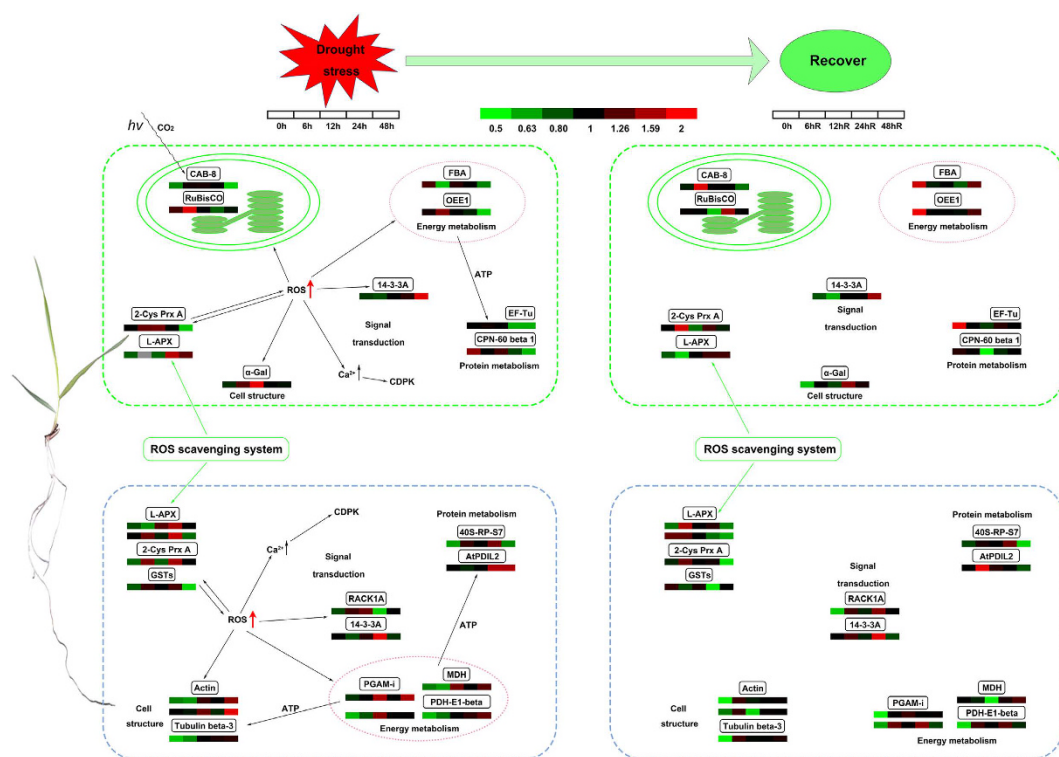 Drought
stress
Recover
0h 6h 12h 24h 48h
0.5 0.63 0.80 1 1.26 1.59 2
0h 6hR 12hR 24hR 48hR
hv
CO₂
CAB-8
RuBisCO
FBA
OEE1
Energy metabolism
ATP
ROS
14-3-3A
Signal
transduction
2-Cys Prx A
L-APX
EF-Tu
CPN-60 beta 1
Protein metabolism
α-Gal
Cell structure
Ca²⁺
CDPK
CAB-8
RuBisCO
FBA
OEE1
Energy metabolism
14-3-3A
Signal
transduction
2-Cys Prx A
L-APX
EF-Tu
CPN-60 beta 1
Protein metabolism
α-Gal
Cell structure
ROS scavenging system
ROS scavenging system
L-APX
2-Cys Prx A
GSTs
CDPK
Ca²⁺
Signal
transduction
Protein metabolism
40S-RP-S7
AtPDIL2
ROS
RACK1A
14-3-3A
ATP
Actin
Cell
structure
Tubulin beta-3
ATP
PGAM-i
MDH
PDH-E1-beta
Energy metabolism
L-APX
2-Cys Prx A
GSTs
Protein metabolism
40S-RP-S7
AtPDIL2
Signal
transduction
RACK1A
14-3-3A
Actin
Cell
structure
Tubulin beta-3
PGAM-i
MDH
PDH-E1-beta
Energy metabolism